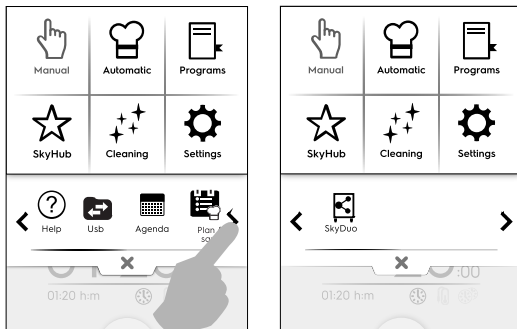 Manual Automatic Programs
SkyHub Cleaning Settings
Help Usb Agenda Plan
01:20 h:m
Manual Automatic Programs
SkyHub Cleaning Settings
SkyDuo
:00
01:20 h:m